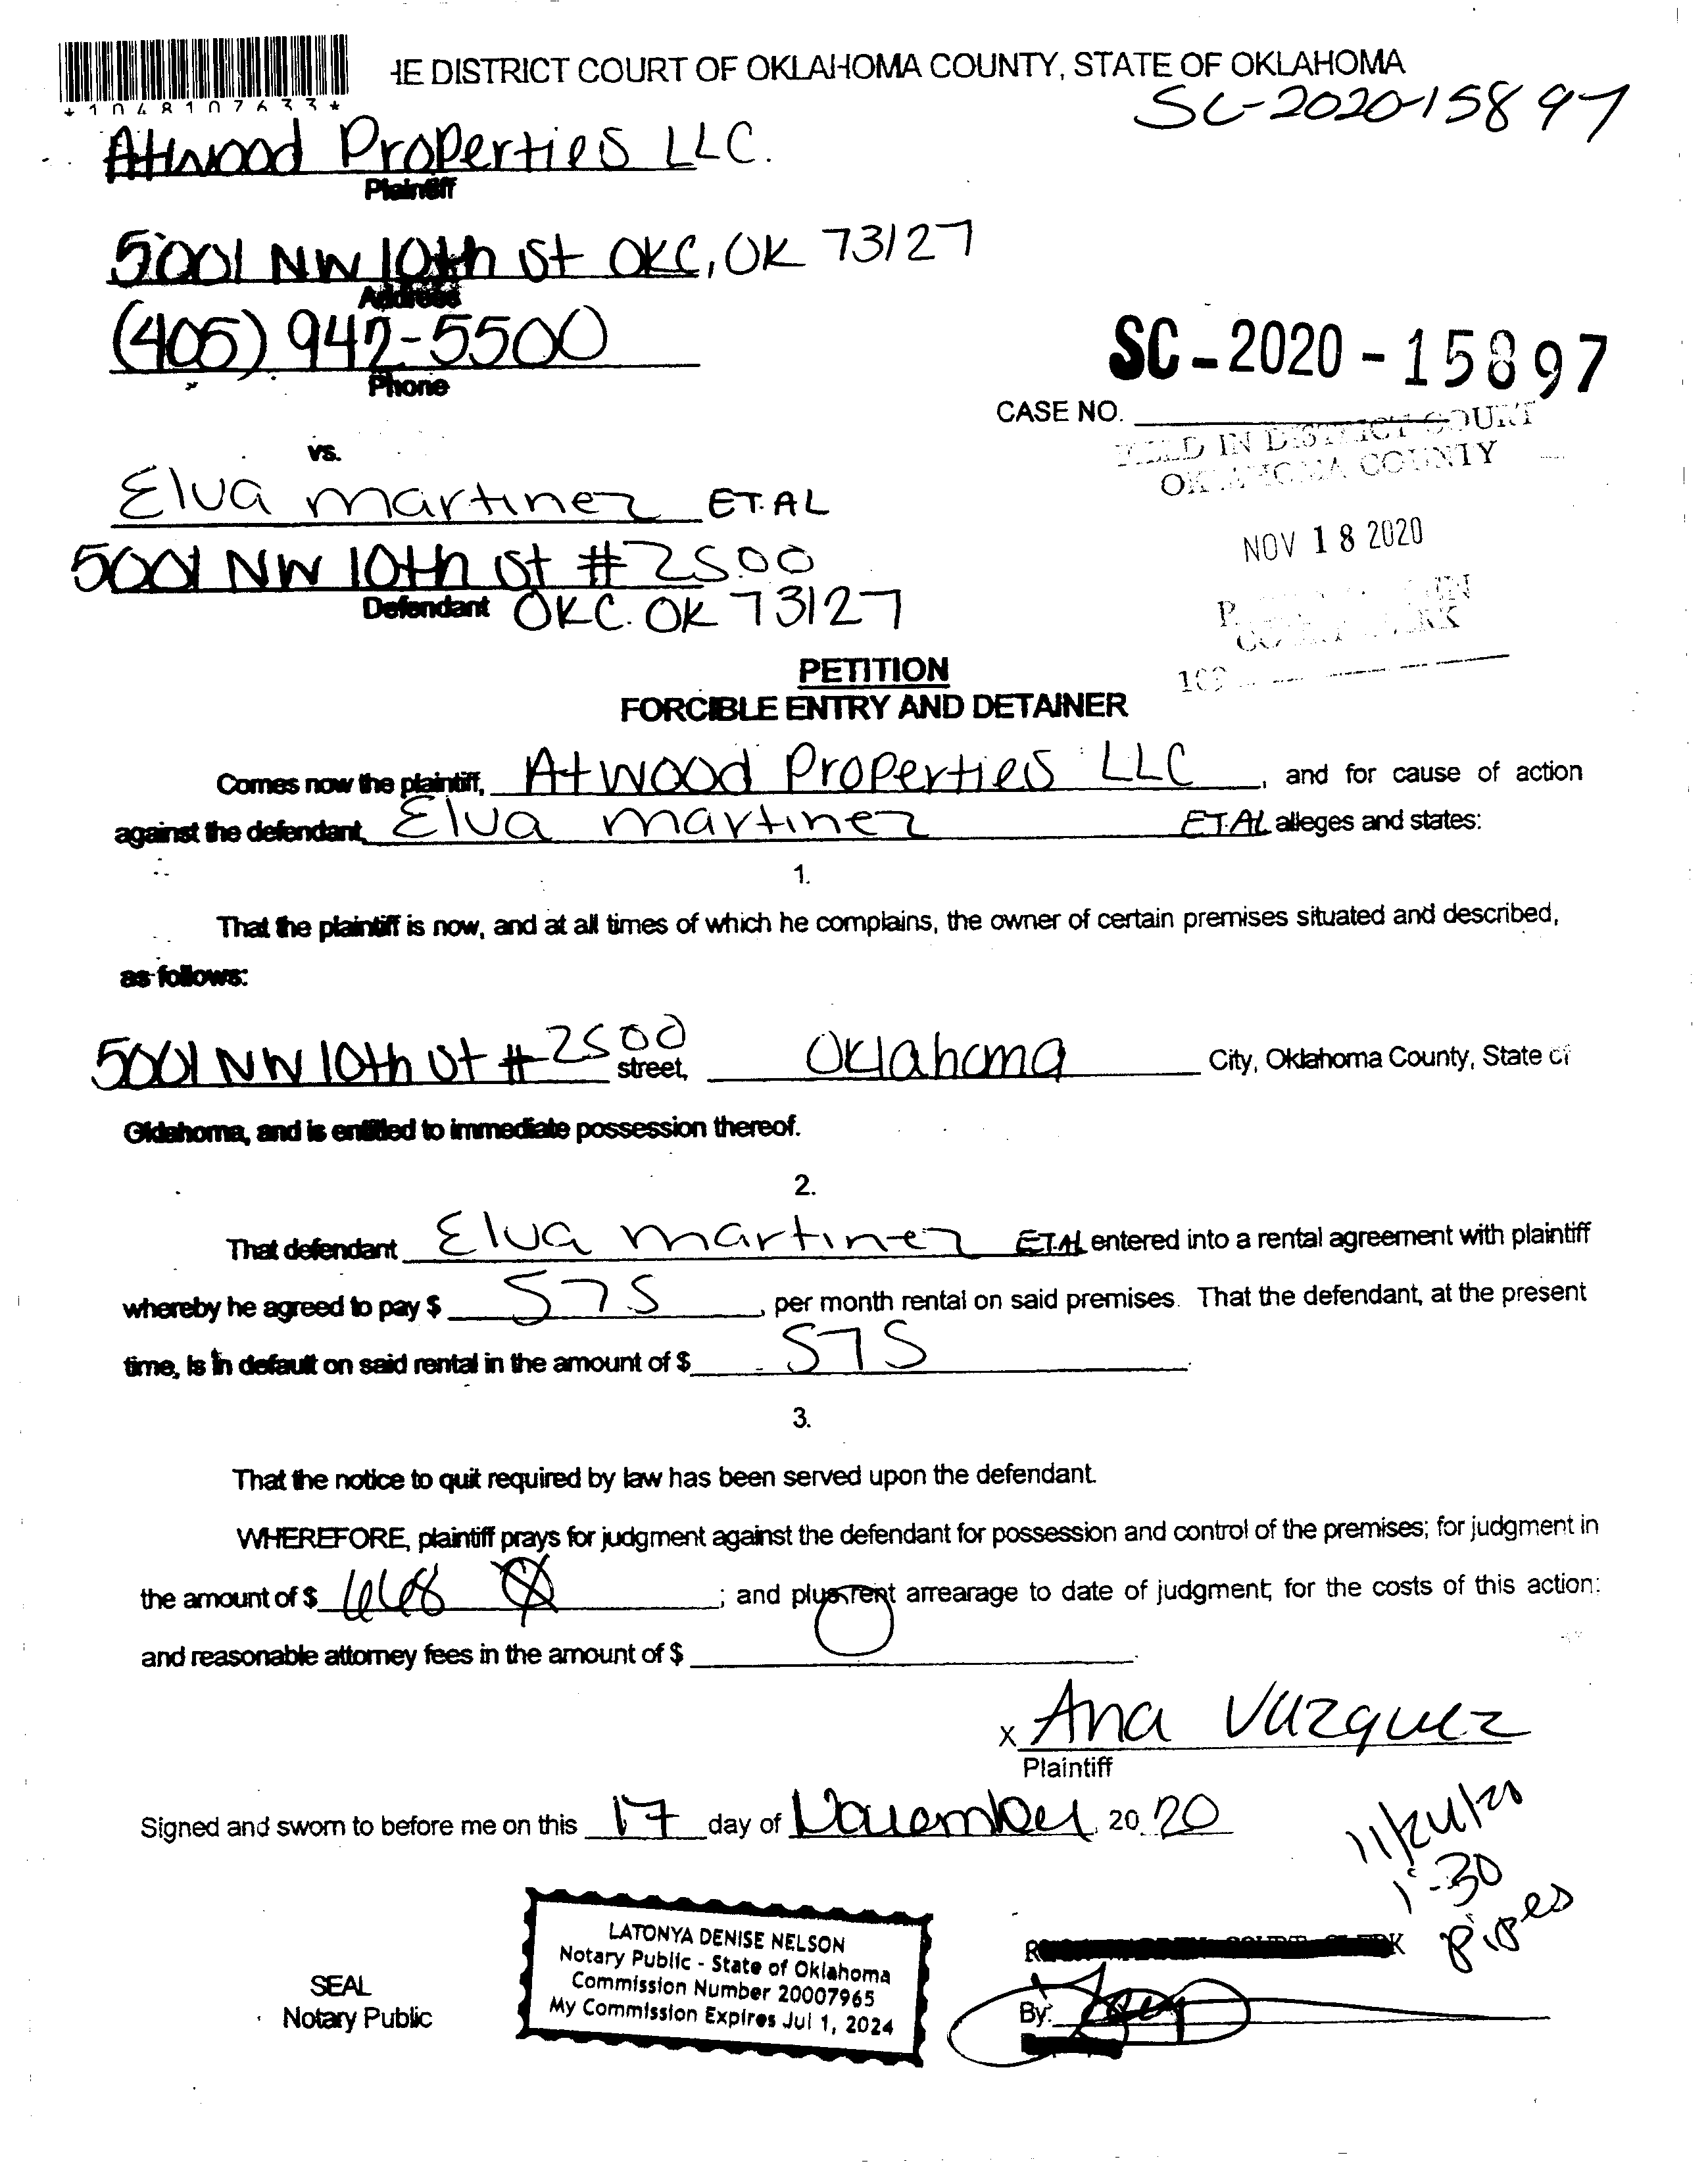 *1048107633*
HE DISTRICT COURT OF OKLAHOMA COUNTY, STATE OF OKLAHOMA
SC-2020-15897
Atwood Properties LLC.
Plaintiff
5001 NW 10th St OKC, OK 73127
Address
(405) 942-5500
Phone
SC-2020-15897
CASE NO.
FILED IN DISTRICT COURT
OKLAHOMA COUNTY
vs.
Elva martinez ET.AL
NOV 18 2020
5001 NW 10th St #2500
Defendant OKC. OK 73127
COURT CLERK
PETITION
FORCIBLE ENTRY AND DETAINER
Comes now the plaintiff, Atwood Properties LLC, and for cause of action
against the defendant, Elva martinez ET.AL alleges and states:
1.
That the plaintiff is now, and at all times of which he complains, the owner of certain premises situated and described,
as follows:
5001 NW 10th St #2500 street, Oklahoma City, Oklahoma County, State of
Oklahoma, and is entitled to immediate possession thereof.
2.
That defendant Elva martinez ET.AL entered into a rental agreement with plaintiff
whereby he agreed to pay $ 575, per month rental on said premises. That the defendant, at the present
time, is in default on said rental in the amount of $ 575.
3.
That the notice to quit required by law has been served upon the defendant.
WHEREFORE, plaintiff prays for judgment against the defendant for possession and control of the premises; for judgment in
the amount of $ 668; and plus rent arrearage to date of judgment; for the costs of this action:
and reasonable attorney fees in the amount of $
x Ana Vazquez
Plaintiff
Signed and sworn to before me on this 17 day of November, 2020
1:30
LATONYA DENISE NELSON
Notary Public - State of Oklahoma
Commission Number 20007965
My Commission Expires Jul 1, 2024
SEAL
Notary Public
By: